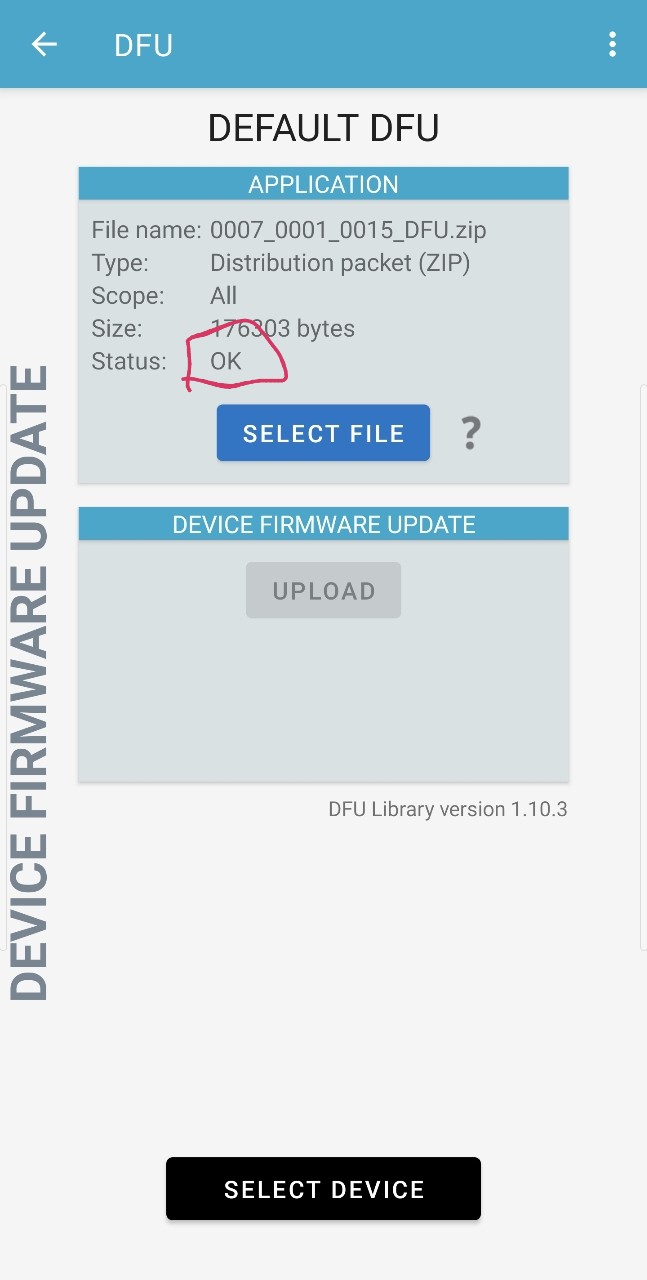 DFU
DEFAULT DFU
APPLICATION
File name: 0007_0001_0015_DFU.zip
Type: Distribution packet (ZIP)
Scope: All
Size: 176303 bytes
Status: OK
SELECT FILE ?
DEVICE FIRMWARE UPDATE
UPLOAD
DFU Library version 1.10.3
DEVICE FIRMWARE UPDATE
SELECT DEVICE